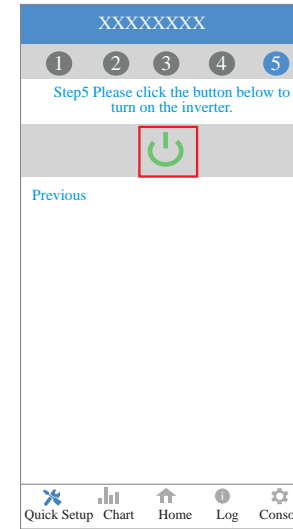 XXXXXXXX
1 2 3 4 5
Step5 Please click the button below to
turn on the inverter.
Previous
Quick Setup Chart Home Log